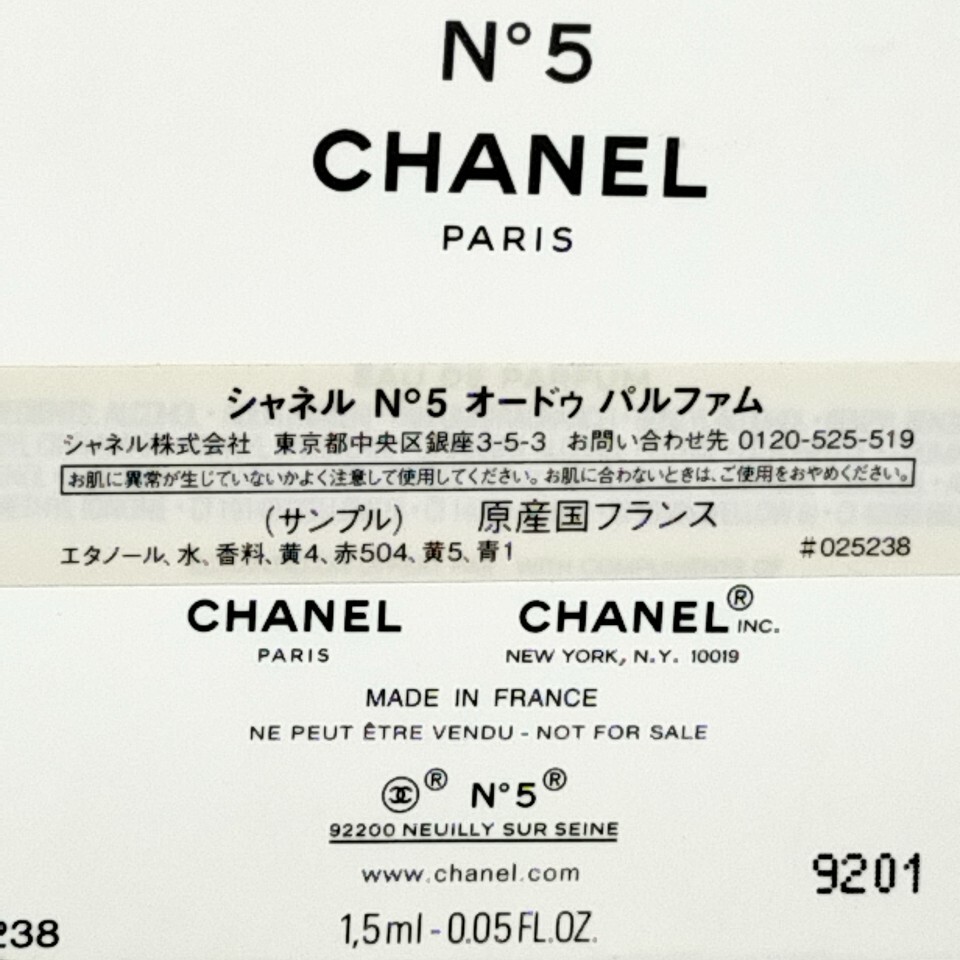 N°5
CHANEL
PARIS
EAU DE PARFUM
シャネル N°5 オードゥ パルファム
シャネル株式会社 東京都中央区銀座3-5-3 お問い合わせ先 0120-525-519
お肌に異常が生じていないかよく注意して使用してください。お肌に合わないときは、ご使用をおやめください。
(サンプル) 原産国フランス
エタノール、水、香料、黄4、赤504、黄5、青1 #025238
WITH COMPLIMENTS OF
CHANEL CHANEL® INC.
PARIS NEW YORK, N.Y. 10019
MADE IN FRANCE
NE PEUT ÊTRE VENDU - NOT FOR SALE
® N°5®
92200 NEUILLY SUR SEINE
www.chanel.com
9201
238 1,5 ml - 0.05 FL.OZ.